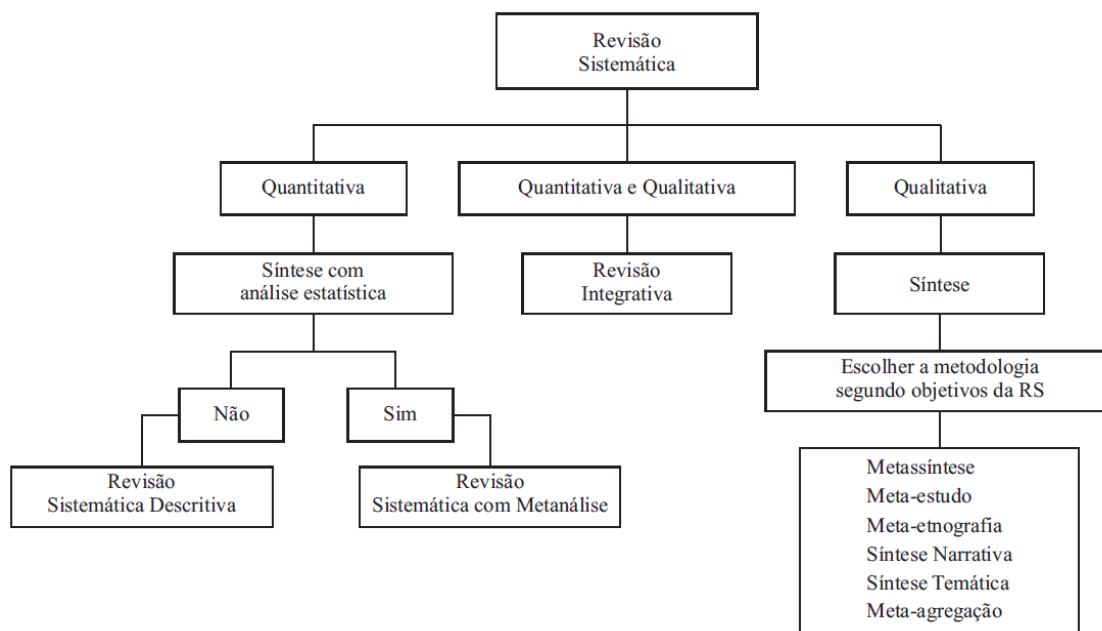 Revisão
Sistemática
Quantitativa
Quantitativa e Qualitativa
Qualitativa
Síntese com
análise estatística
Revisão
Integrativa
Síntese
Escolher a metodologia
segundo objetivos da RS
Não
Sim
Revisão
Sistemática Descritiva
Revisão
Sistemática com Metanálise
Metassíntese
Meta-estudo
Meta-etnografia
Síntese Narrativa
Síntese Temática
Meta-agregação